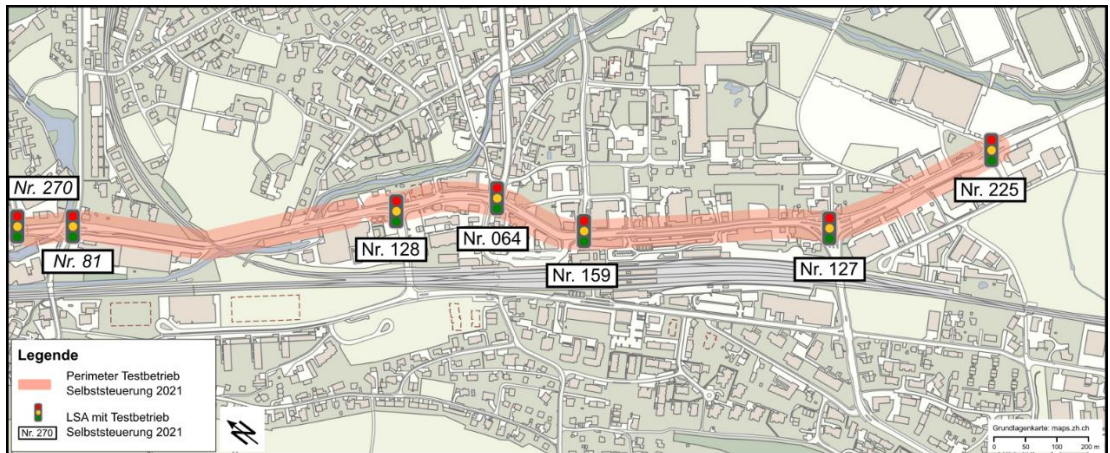 Nr. 270
Nr. 81
Nr. 128
Nr. 064
Nr. 159
Nr. 127
Nr. 225
Legende
Perimeter Testbetrieb
Selbststeuerung 2021
LSA mit Testbetrieb
Nr. 270
Selbststeuerung 2021
N
Grundlagenkarte: maps.zh.ch
0 50 100 200 m